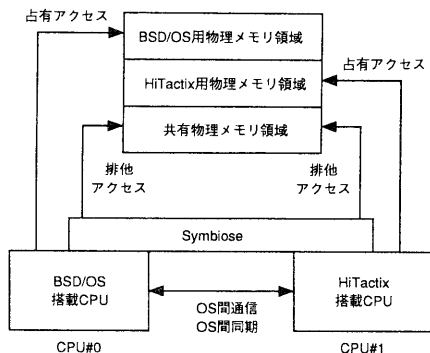 占有アクセス
BSD/OS用物理メモリ領域
占有アクセス
HiTactix用物理メモリ領域
共有物理メモリ領域
排他
アクセス
排他
アクセス
Symbiose
BSD/OS
搭載CPU
HiTactix
搭載CPU
OS間通信
OS間同期
CPU#0
CPU#1